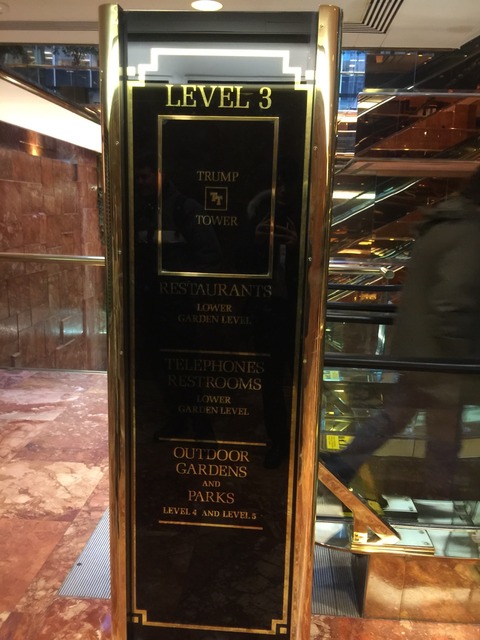 LEVEL 3
TRUMP
TT
TOWER
RESTAURANTS
LOWER
GARDEN LEVEL
TELEPHONES
RESTROOMS
LOWER
GARDEN LEVEL
OUTDOOR
GARDENS
AND
PARKS
LEVEL 4 AND LEVEL 5